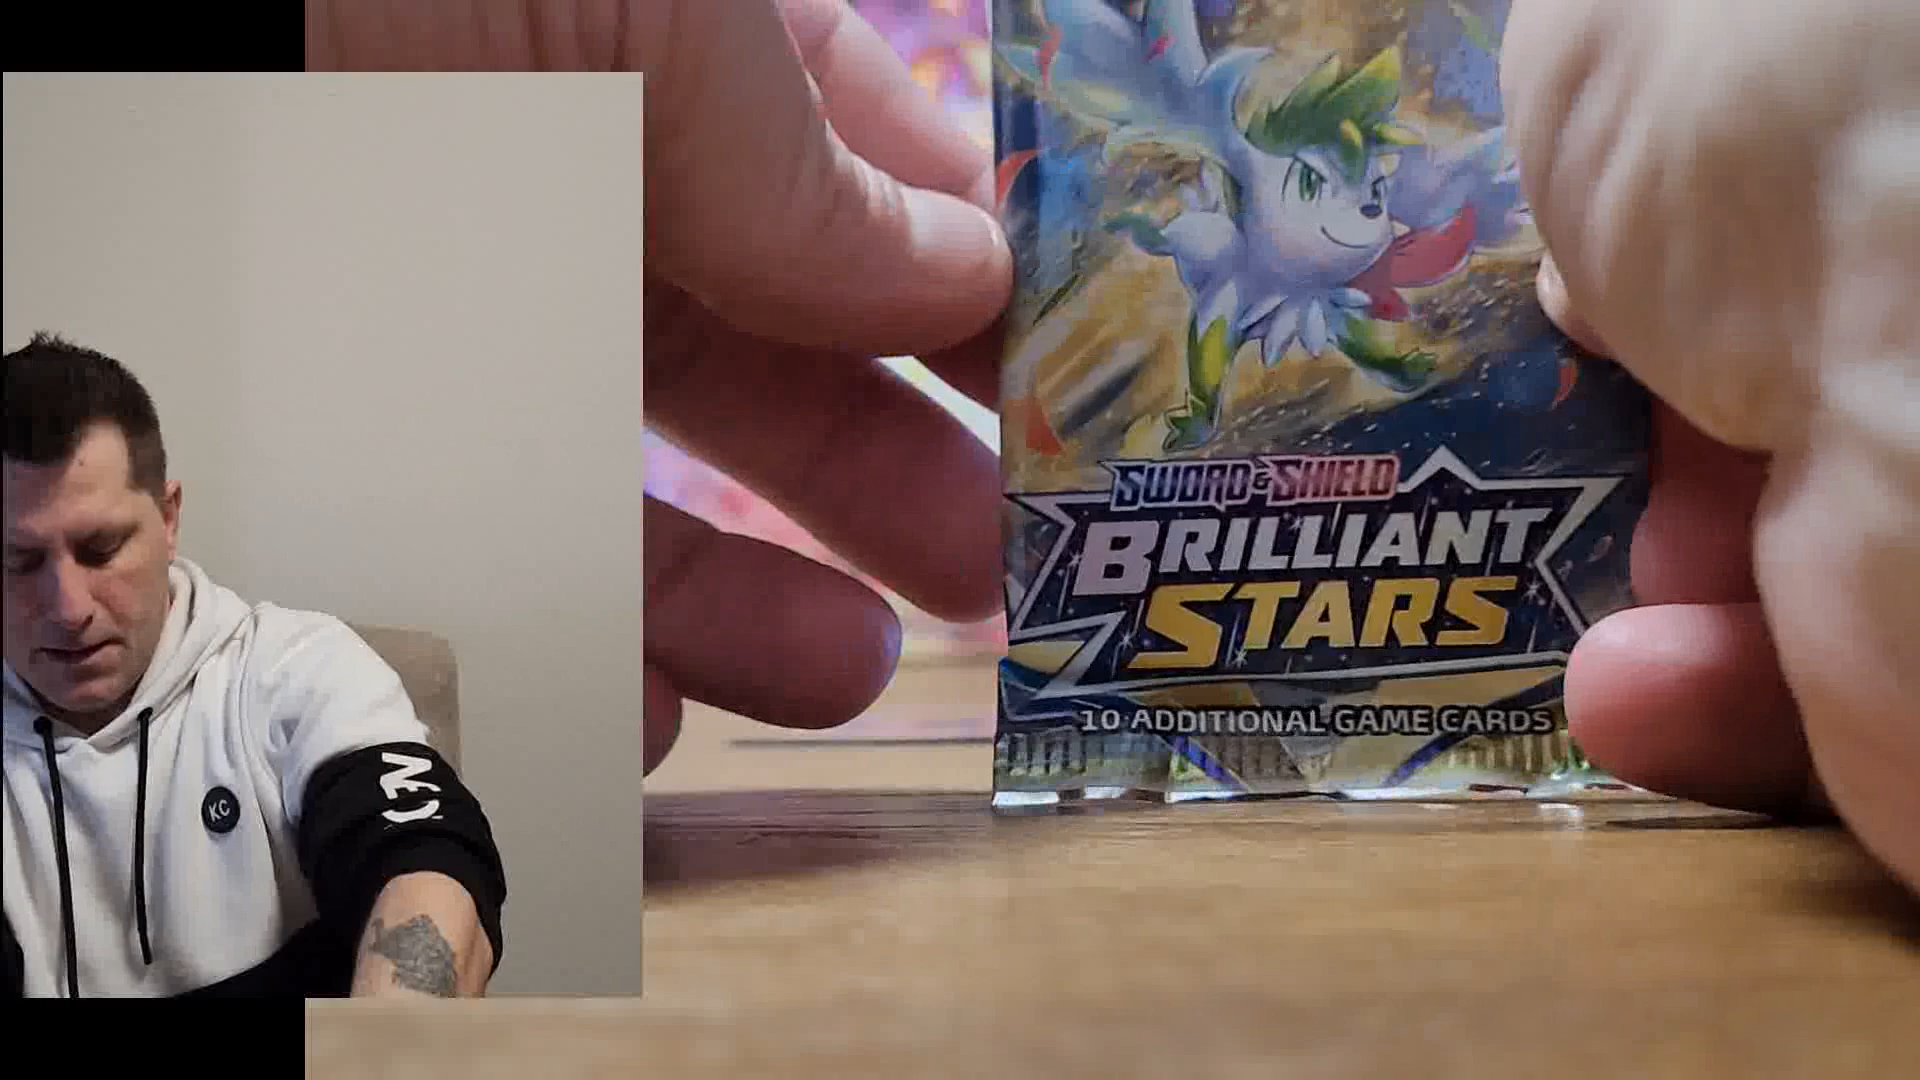 SWORD & SHIELD
BRILLIANT
STARS
10 ADDITIONAL GAME CARDS
KC